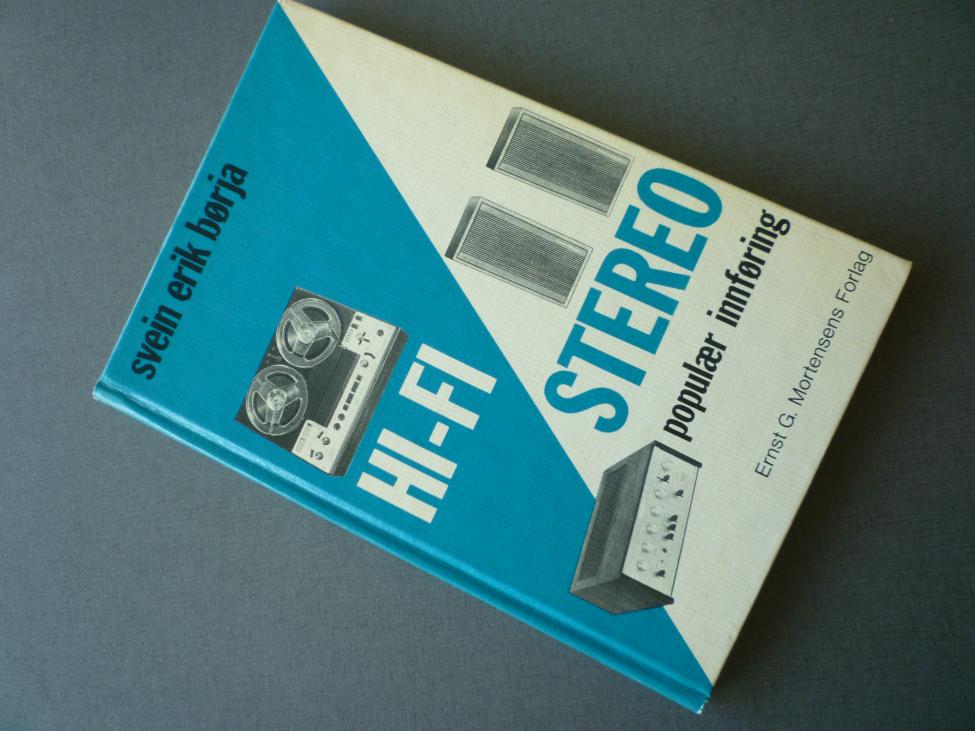 svein erik børja
HI-FI
STEREO
populær innføring
Ernst G. Mortensens Forlag